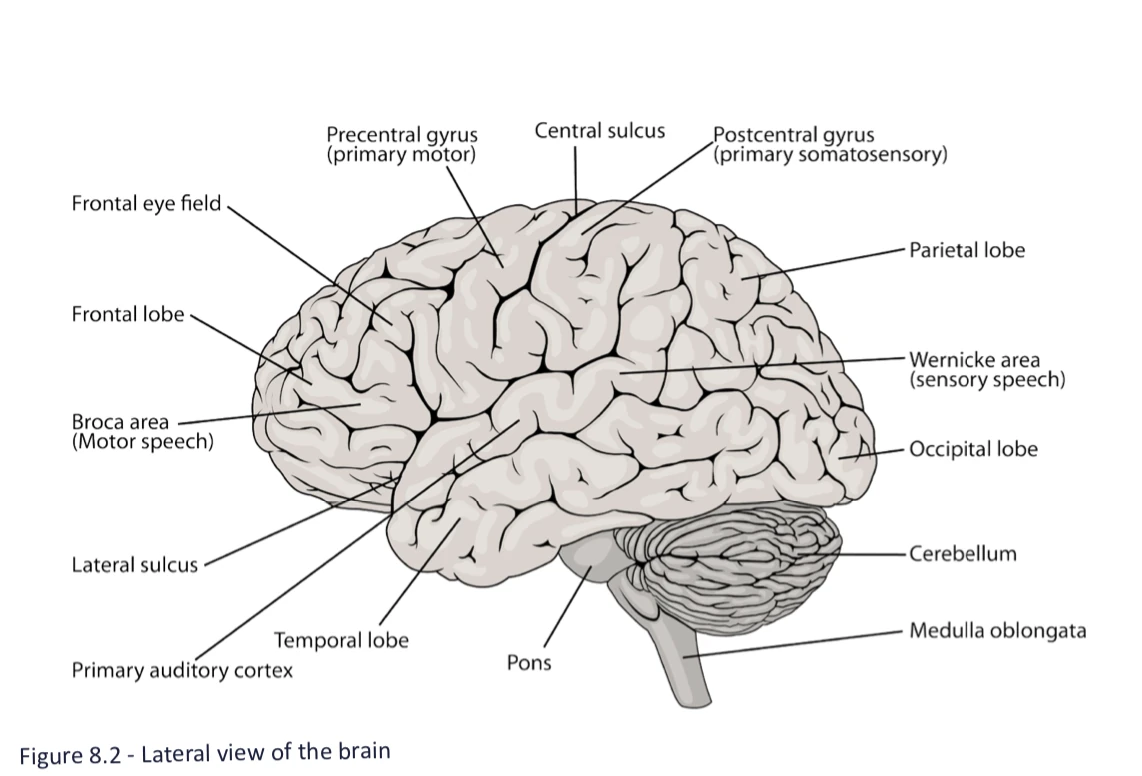 Precentral gyrus
(primary motor)
Central sulcus
Postcentral gyrus
(primary somatosensory)
Frontal eye field
Parietal lobe
Frontal lobe
Wernicke area
(sensory speech)
Broca area
(Motor speech)
Occipital lobe
Lateral sulcus
Cerebellum
Temporal lobe
Medulla oblongata
Primary auditory cortex
Pons
Figure 8.2 - Lateral view of the brain